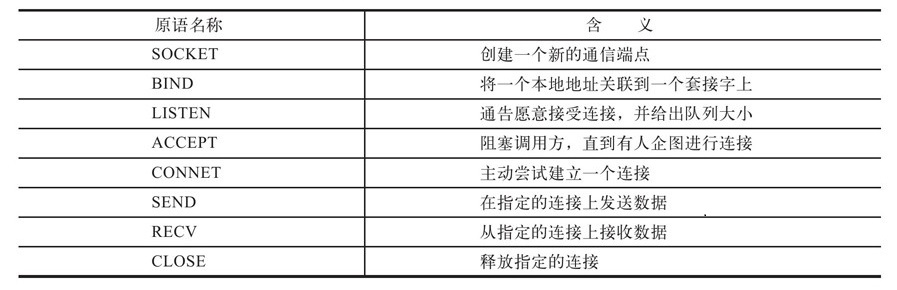 原语名称 含 义
SOCKET 创建一个新的通信端点
BIND 将一个本地地址关联到一个套接字上
LISTEN 通告愿意接受连接，并给出队列大小
ACCEPT 阻塞调用方，直到有人企图进行连接
CONNET 主动尝试建立一个连接
SEND 在指定的连接上发送数据
RECV 从指定的连接上接收数据
CLOSE 释放指定的连接